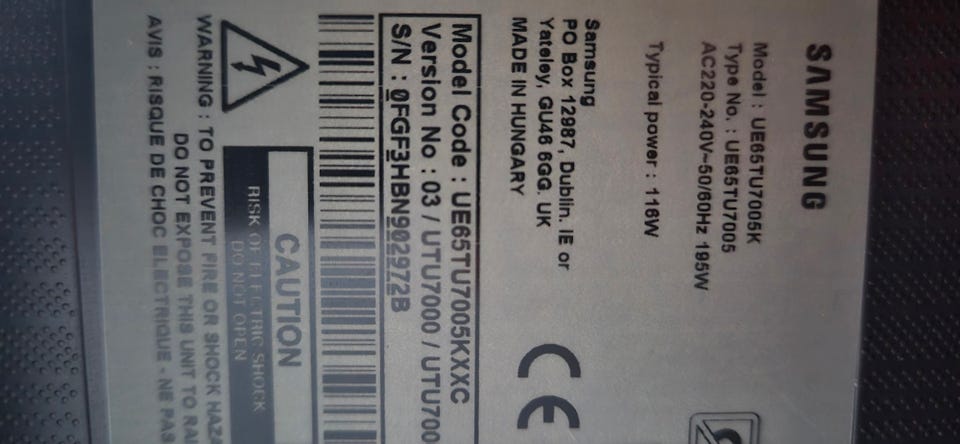 SAMSUNG
Model : UE65TU7005K
Type No. : UE65TU7005
AC220-240V~50/60Hz 195W
Typical power : 116W
Samsung
PO Box 12987, Dublin. IE or
Yateley, GU46 6GG. UK
MADE IN HUNGARY
CE
Model Code : UE65TU7005KXXXC
Version No : 03 / UTU7000 / UTU700
S/N : 0FGF3HBN902972B
CAUTION
RISK OF ELECTRIC SHOCK
DO NOT OPEN
WARNING : TO PREVENT FIRE OR SHOCK HAZA
DO NOT EXPOSE THIS UNIT TO RAI
AVIS : RISQUE DE CHOC ELECTRIQUE - NE PAS